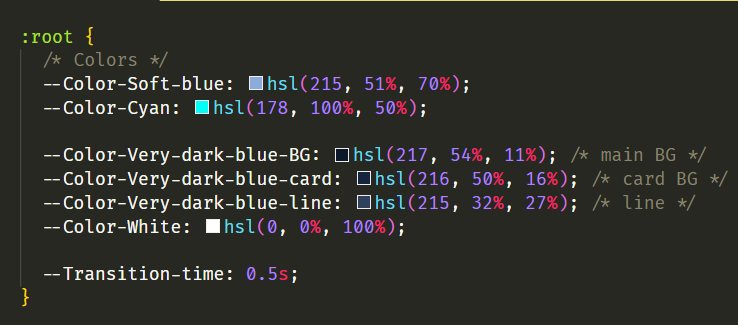 :root {
/* Colors */
--Color-Soft-blue: hsl(215, 51%, 70%);
--Color-Cyan: hsl(178, 100%, 50%);
--Color-Very-dark-blue-BG: hsl(217, 54%, 11%); /* main BG */
--Color-Very-dark-blue-card: hsl(216, 50%, 16%); /* card BG */
--Color-Very-dark-blue-line: hsl(215, 32%, 27%); /* line */
--Color-White: hsl(0, 0%, 100%);
--Transition-time: 0.5s;
}